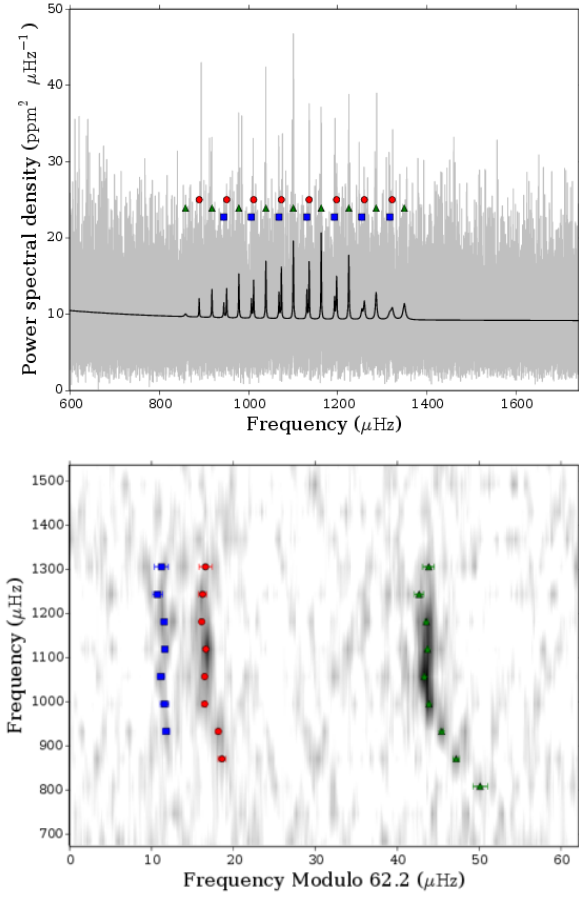 50
40
30
20
10
0
Power spectral density (ppm² μHz⁻¹)
600 800 1000 1200 1400 1600
Frequency (μHz)
1500
1400
1300
1200
1100
1000
900
800
700
Frequency (μHz)
0 10 20 30 40 50 60
Frequency Modulo 62.2 (μHz)